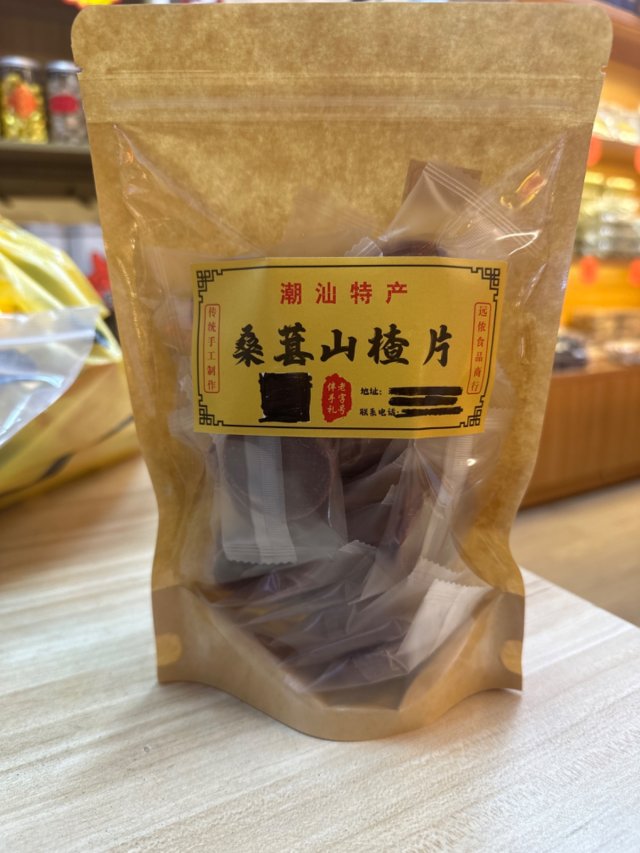 潮汕特产
传统手工制作
桑葚山楂片
远侬食品商行
老字号
伴手礼
地址:
联系电话: